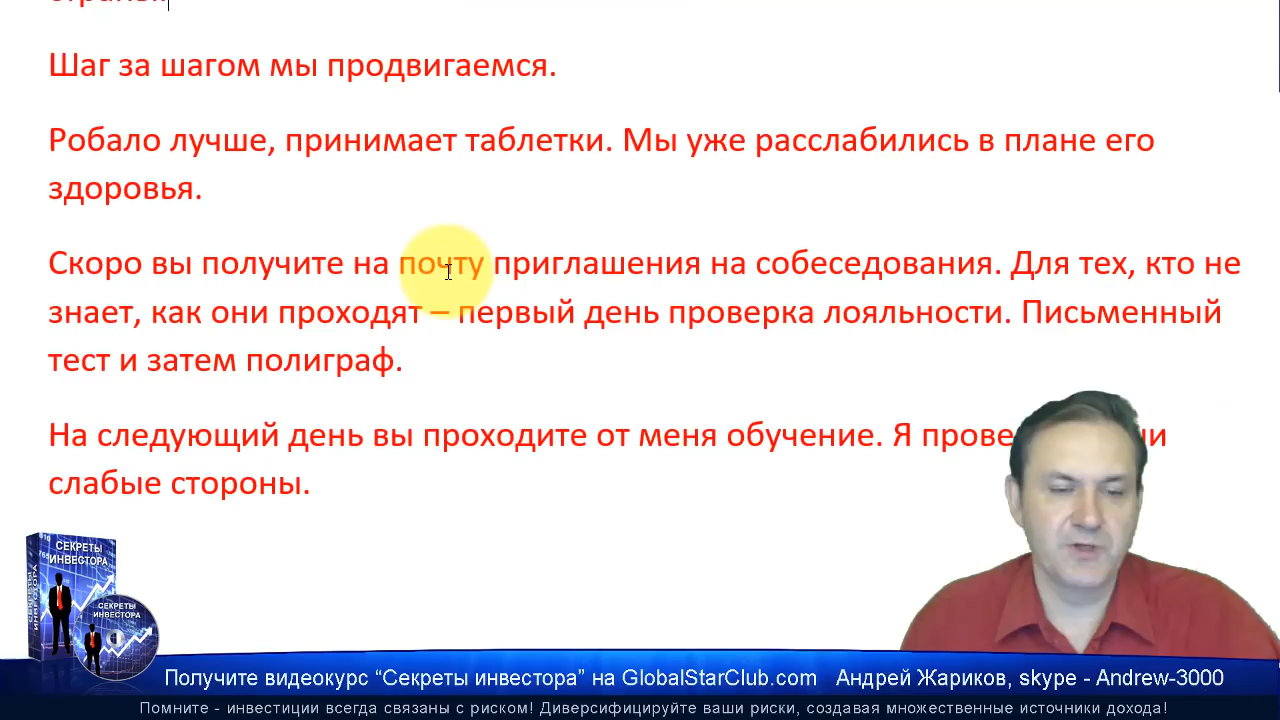 Шаг за шагом мы продвигаемся.
Робало лучше, принимает таблетки. Мы уже расслабились в плане его
здоровья.
Скоро вы получите на почту приглашения на собеседования. Для тех, кто не
знает, как они проходят – первый день проверка лояльности. Письменный
тест и затем полиграф.
На следующий день вы проходите от меня обучение. Я прове
слабые стороны.
СЕКРЕТЫ
ИНВЕСТОРА
СЕКРЕТЫ
ИНВЕСТОРА
Получите видеокурс “Секреты инвестора” на GlobalStarClub.com Андрей Жариков, skype - Andrew-3000
Помните - инвестиции всегда связаны с риском! Диверсифицируйте ваши риски, создавая множественные источники дохода!